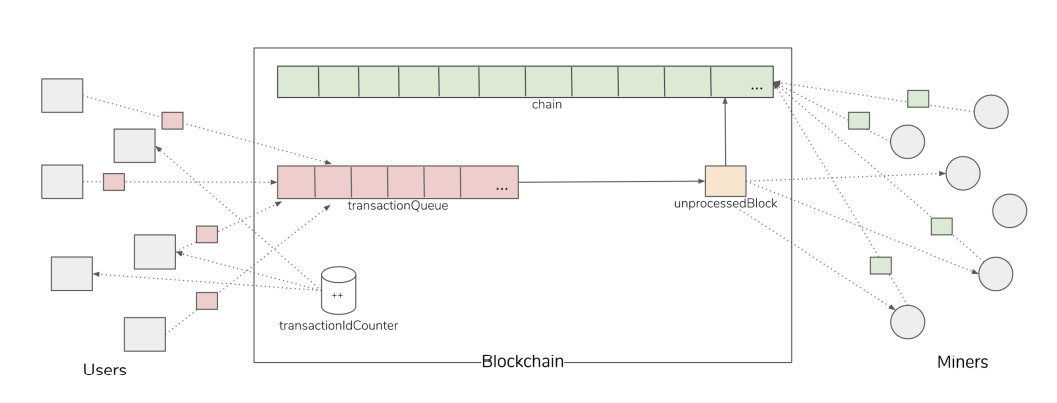 ...
chain
...
transactionQueue
unprocessedBlock
++
transactionIdCounter
Users
Blockchain
Miners